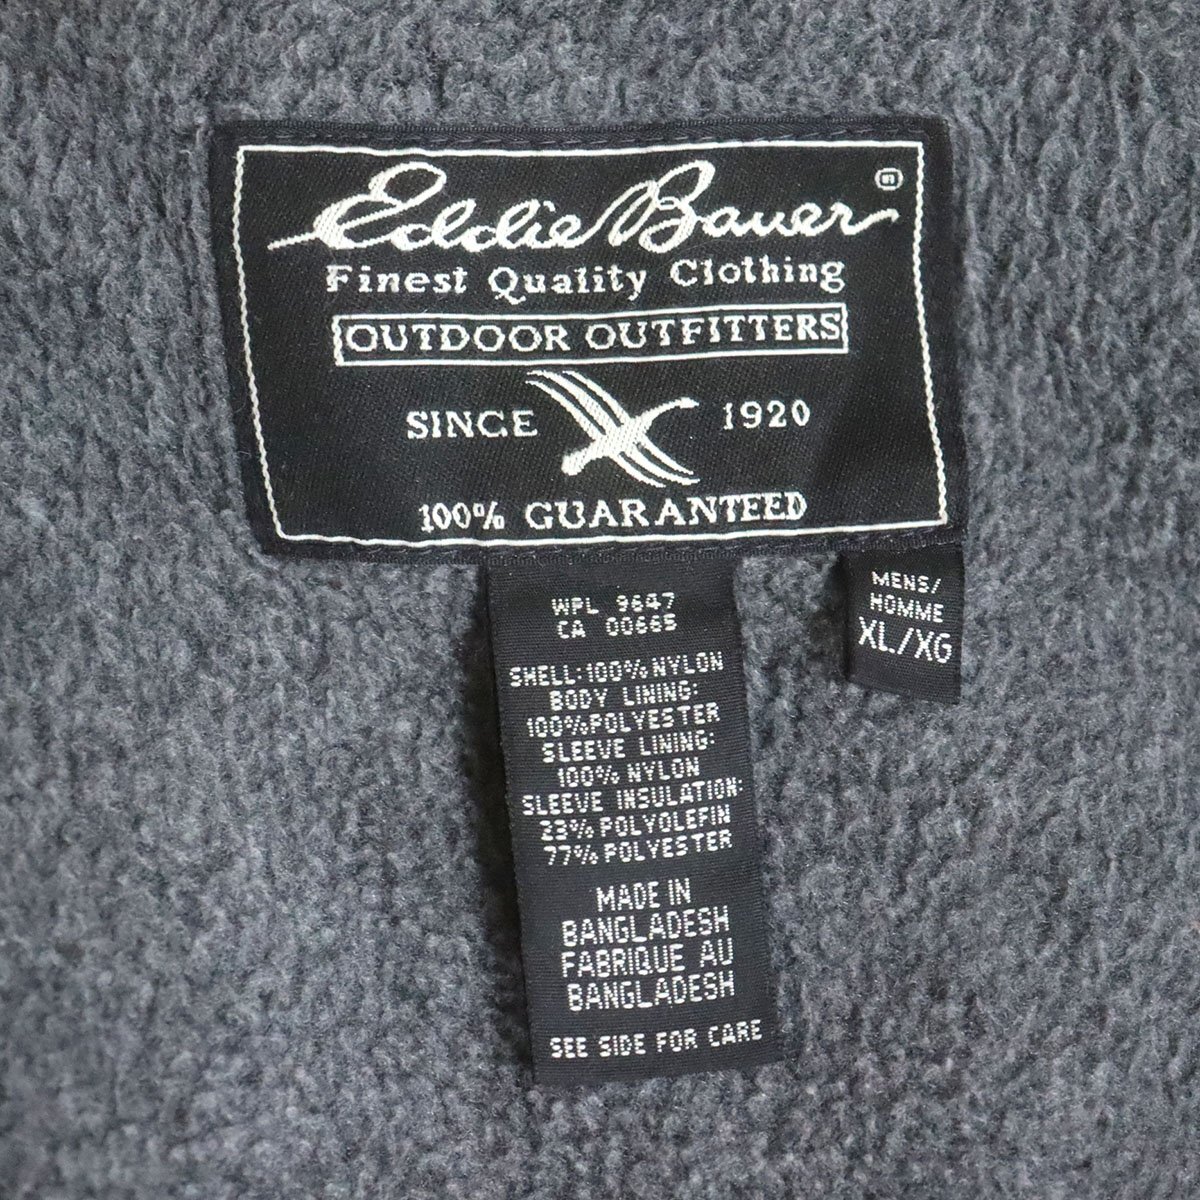 Eddie Bauer ®
Finest Quality Clothing
OUTDOOR OUTFITTERS
SINCE 1920
100% GUARANTEED
MENS/
HOMME
XL/XG
WPL 9647
CA 00665
SHELL:100% NYLON
BODY LINING:
100%POLYESTER
SLEEVE LINING:
100% NYLON
SLEEVE INSULATION:
23% POLYOLEFIN
77% POLYESTER
MADE IN
BANGLADESH
FABRIQUE AU
BANGLADESH
SEE SIDE FOR CARE